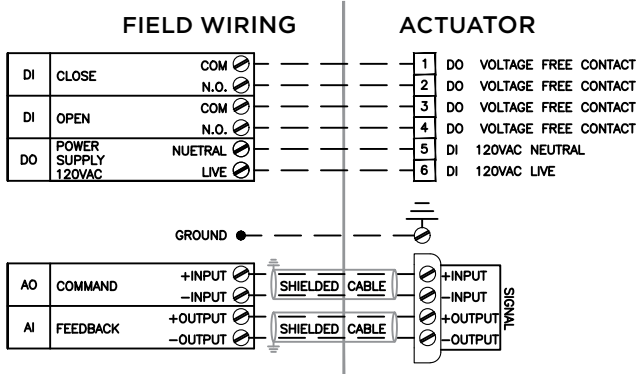 FIELD WIRING
ACTUATOR
DI CLOSE COM 1 DO VOLTAGE FREE CONTACT
N.O. 2 DO VOLTAGE FREE CONTACT
DI OPEN COM 3 DO VOLTAGE FREE CONTACT
N.O. 4 DO VOLTAGE FREE CONTACT
DO POWER SUPPLY 120VAC NUETRAL 5 DI 120VAC NEUTRAL
LIVE 6 DI 120VAC LIVE
GROUND
AO COMMAND +INPUT SHIELDED CABLE +INPUT
−INPUT −INPUT
AI FEEDBACK +OUTPUT SHIELDED CABLE +OUTPUT
−OUTPUT −OUTPUT
SIGNAL